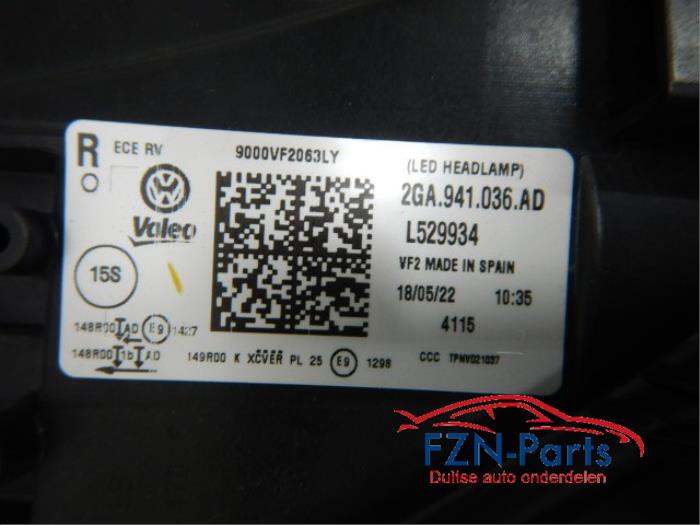 R
ECE RV
9000VF2063LY
(LED HEADLAMP)
2GA.941.036.AD
Valeo
L529934
VF2 MADE IN SPAIN
15S
18/05/22 10:35
4115
148R00 AD E9 1427
148R00 1b AD
149R00 K XCVER PL 25 E9 1298
CCC TPNV021037
FZN-Parts
Duitse auto onderdelen